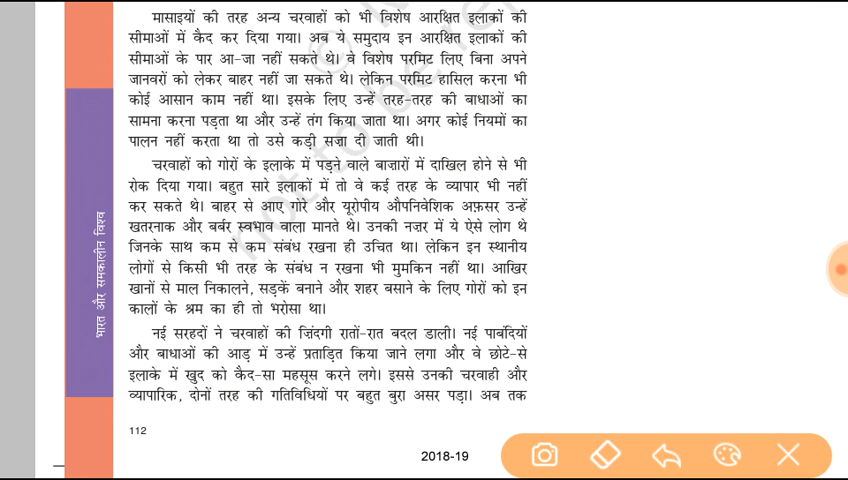 मासाइयों की तरह अन्य चरवाहों को भी विशेष आरक्षित इलाकों की
सीमाओं में कैद कर दिया गया। अब ये समुदाय इन आरक्षित इलाकों की
सीमाओं के पार आ-जा नहीं सकते थे। वे विशेष परमिट लिए बिना अपने
जानवरों को लेकर बाहर नहीं जा सकते थे। लेकिन परमिट हासिल करना भी
कोई आसान काम नहीं था। इसके लिए उन्हें तरह-तरह की बाधाओं का
सामना करना पड़ता था और उन्हें तंग किया जाता था। अगर कोई नियमों का
पालन नहीं करता था तो उसे कड़ी सज़ा दी जाती थी।
चरवाहों को गोरों के इलाके में पड़ने वाले बाज़ारों में दाखिल होने से भी
रोक दिया गया। बहुत सारे इलाकों में तो वे कई तरह के व्यापार भी नहीं
कर सकते थे। बाहर से आए गोरे और यूरोपीय औपनिवेशिक अफ़सर उन्हें
खतरनाक और बर्बर स्वभाव वाला मानते थे। उनकी नज़र में ये ऐसे लोग थे
जिनके साथ कम से कम संबंध रखना ही उचित था। लेकिन इन स्थानीय
लोगों से किसी भी तरह के संबंध न रखना भी मुमकिन नहीं था। आखिर
खानों से माल निकालने, सड़कें बनाने और शहर बसाने के लिए गोरों को इन
कालों के श्रम का ही तो भरोसा था।
नई सरहदों ने चरवाहों की ज़िंदगी रातों-रात बदल डाली। नई पाबंदियों
और बाधाओं की आड़ में उन्हें प्रताड़ित किया जाने लगा और वे छोटे-से
इलाके में खुद को कैद-सा महसूस करने लगे। इससे उनकी चरवाही और
व्यापारिक, दोनों तरह की गतिविधियों पर बहुत बुरा असर पड़ा। अब तक
भारत और समकालीन विश्व
112
2018-19
not to be re